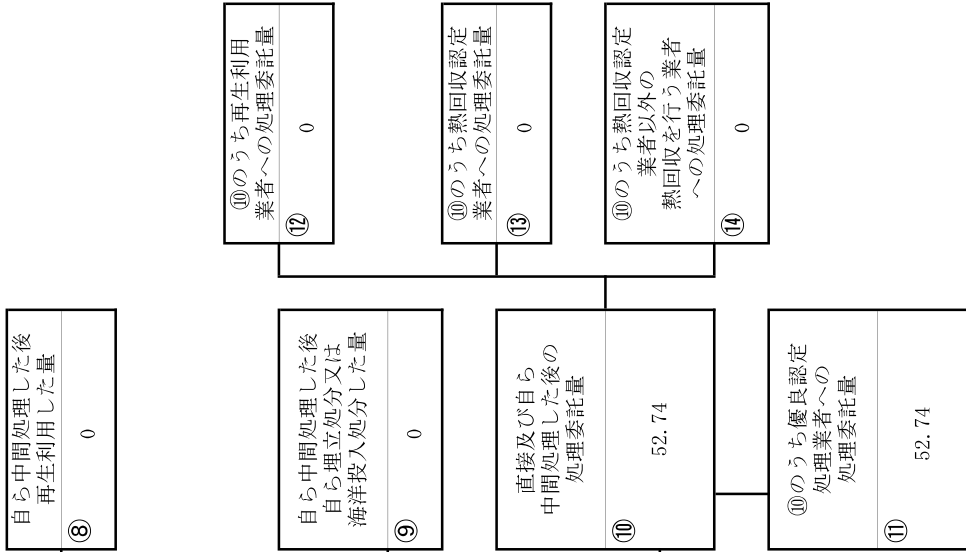 自ら中間処理した後
再生利用した量
⑧
0
自ら中間処理した後
自ら埋立処分又は
海洋投入処分した量
⑨
0
直接及び自ら
中間処理した後の
処理委託量
⑩
52.74
⑩のうち優良認定
処理業者への
処理委託量
⑪
52.74
⑩のうち再生利用
業者への処理委託量
⑫
0
⑩のうち熱回収認定
業者への処理委託量
⑬
0
⑩のうち熱回収認定
業者以外の
熱回収を行う業者
への処理委託量
⑭
0